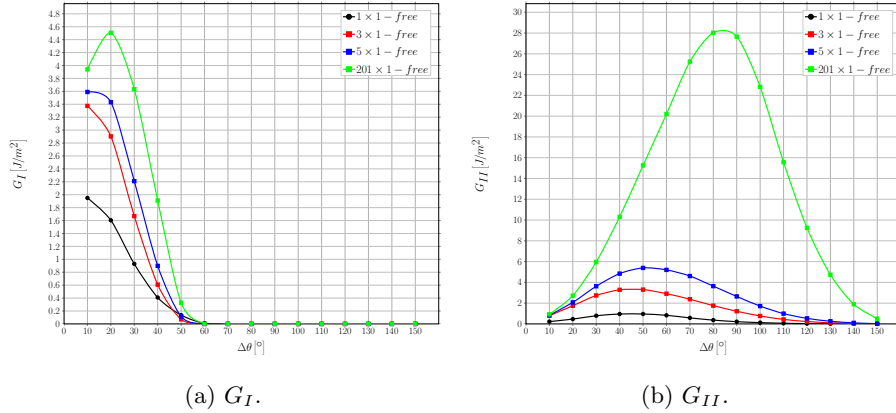 4.8
4.6
4.4
4.2
4
3.8
3.6
3.4
3.2
3
2.8
2.6
2.4
2.2
2
1.8
1.6
1.4
1.2
1
0.8
0.6
0.4
0.2
0
G_I [J/m²]
1 × 1 − free
3 × 1 − free
5 × 1 − free
201 × 1 − free
0 10 20 30 40 50 60 70 80 90 100 110 120 130 140 150
Δθ [°]
(a) G_I.
30
28
26
24
22
20
18
16
14
12
10
8
6
4
2
0
G_II [J/m²]
1 × 1 − free
3 × 1 − free
5 × 1 − free
201 × 1 − free
0 10 20 30 40 50 60 70 80 90 100 110 120 130 140 150
Δθ [°]
(b) G_II.